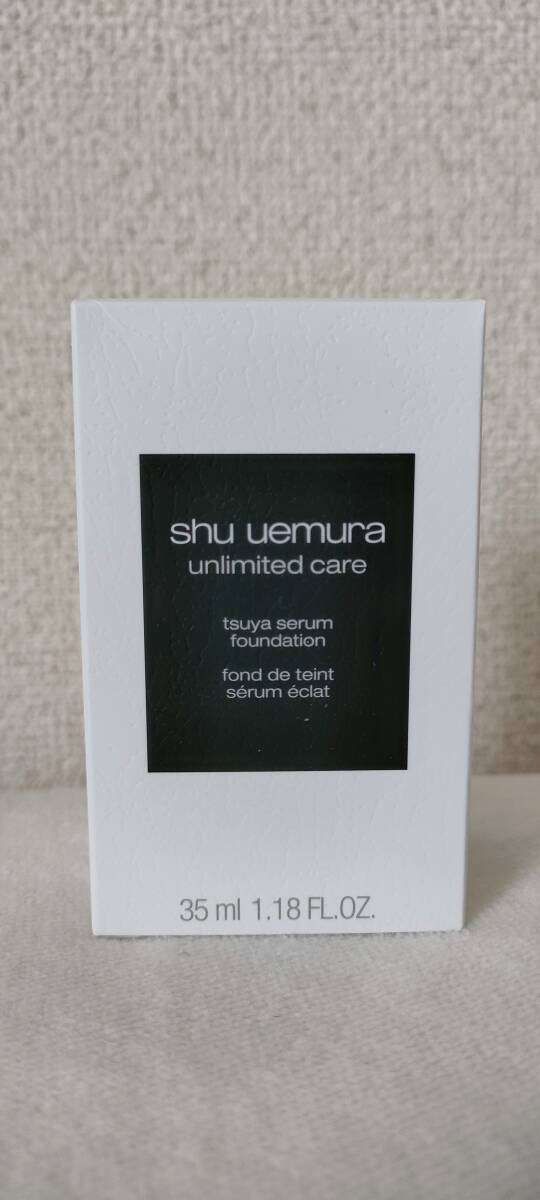 shu uemura
unlimited care
tsuya serum
foundation
fond de teint
sérum éclat
35 ml 1.18 FL.OZ.